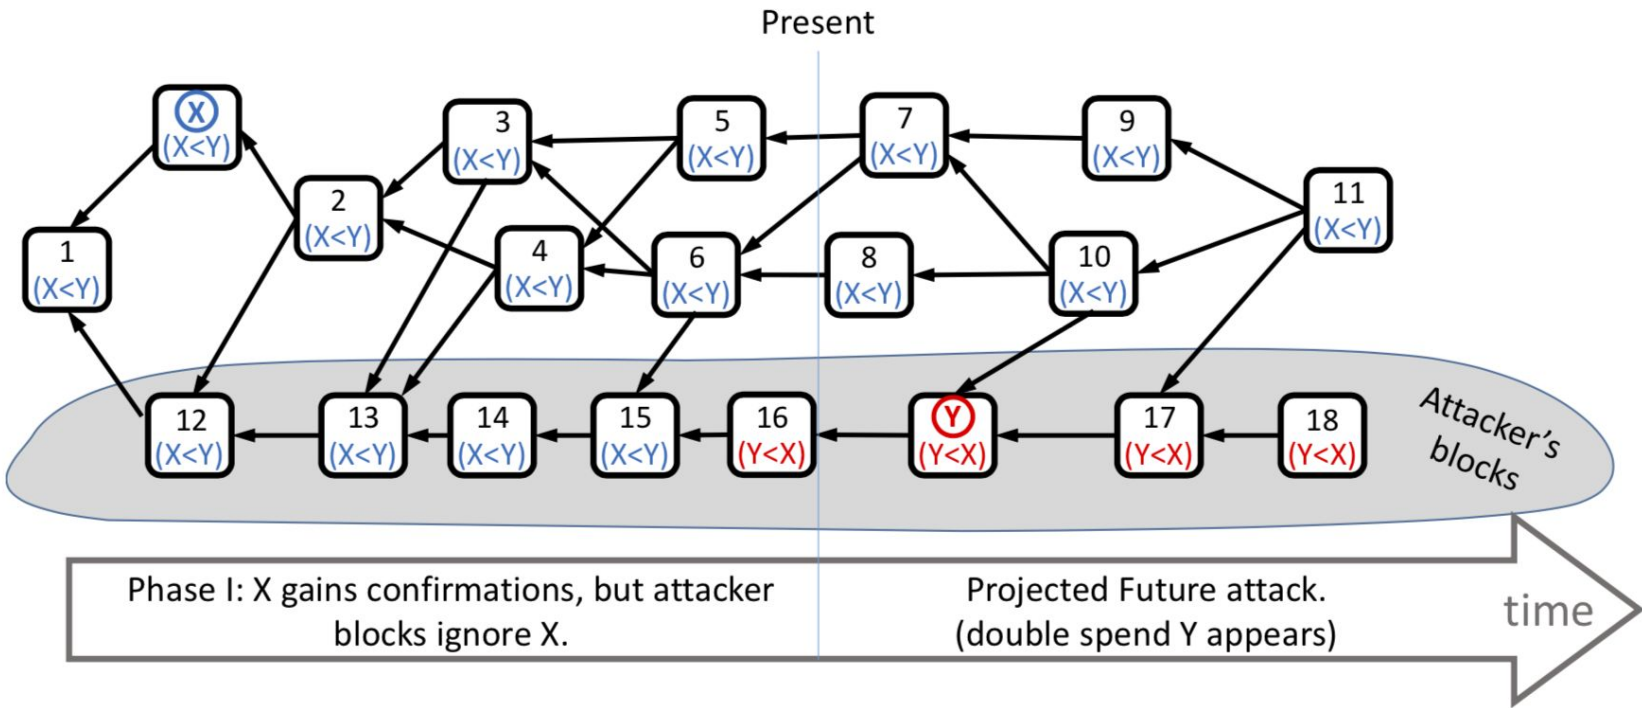 Present
X
(X<Y)
3
(X<Y)
5
(X<Y)
7
(X<Y)
9
(X<Y)
2
(X<Y)
11
(X<Y)
1
(X<Y)
4
(X<Y)
6
(X<Y)
8
(X<Y)
10
(X<Y)
12
(X<Y)
13
(X<Y)
14
(X<Y)
15
(X<Y)
16
(Y<X)
Y
(Y<X)
17
(Y<X)
18
(Y<X)
Attacker's
blocks
Phase I: X gains confirmations, but attacker
blocks ignore X.
Projected Future attack.
(double spend Y appears)
time